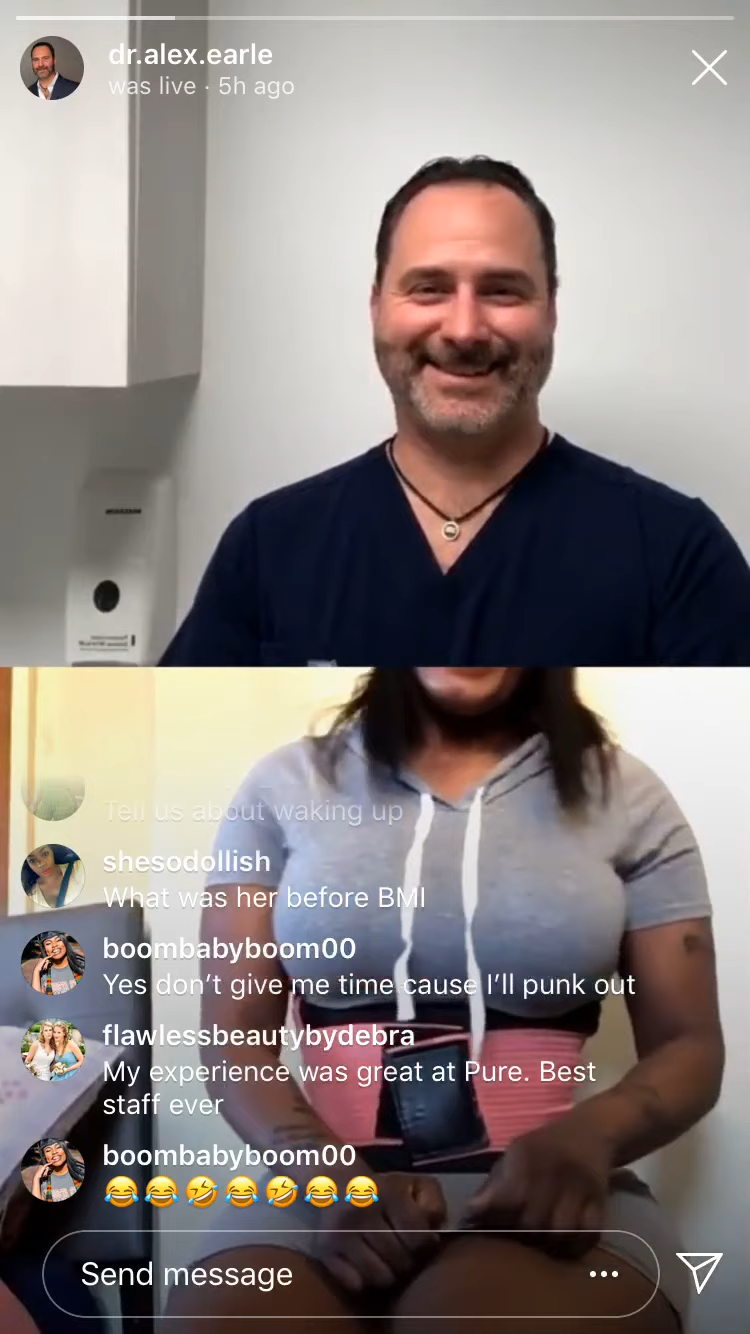 dr.alex.earle
was live · 5h ago
Tell us about waking up
shesodollish
What was her before BMI
boombabyboom00
Yes don’t give me time cause I’ll punk out
flawlessbeautybydebra
My experience was great at Pure. Best
staff ever
boombabyboom00
😂😂🤣😂🤣😂😂
Send message